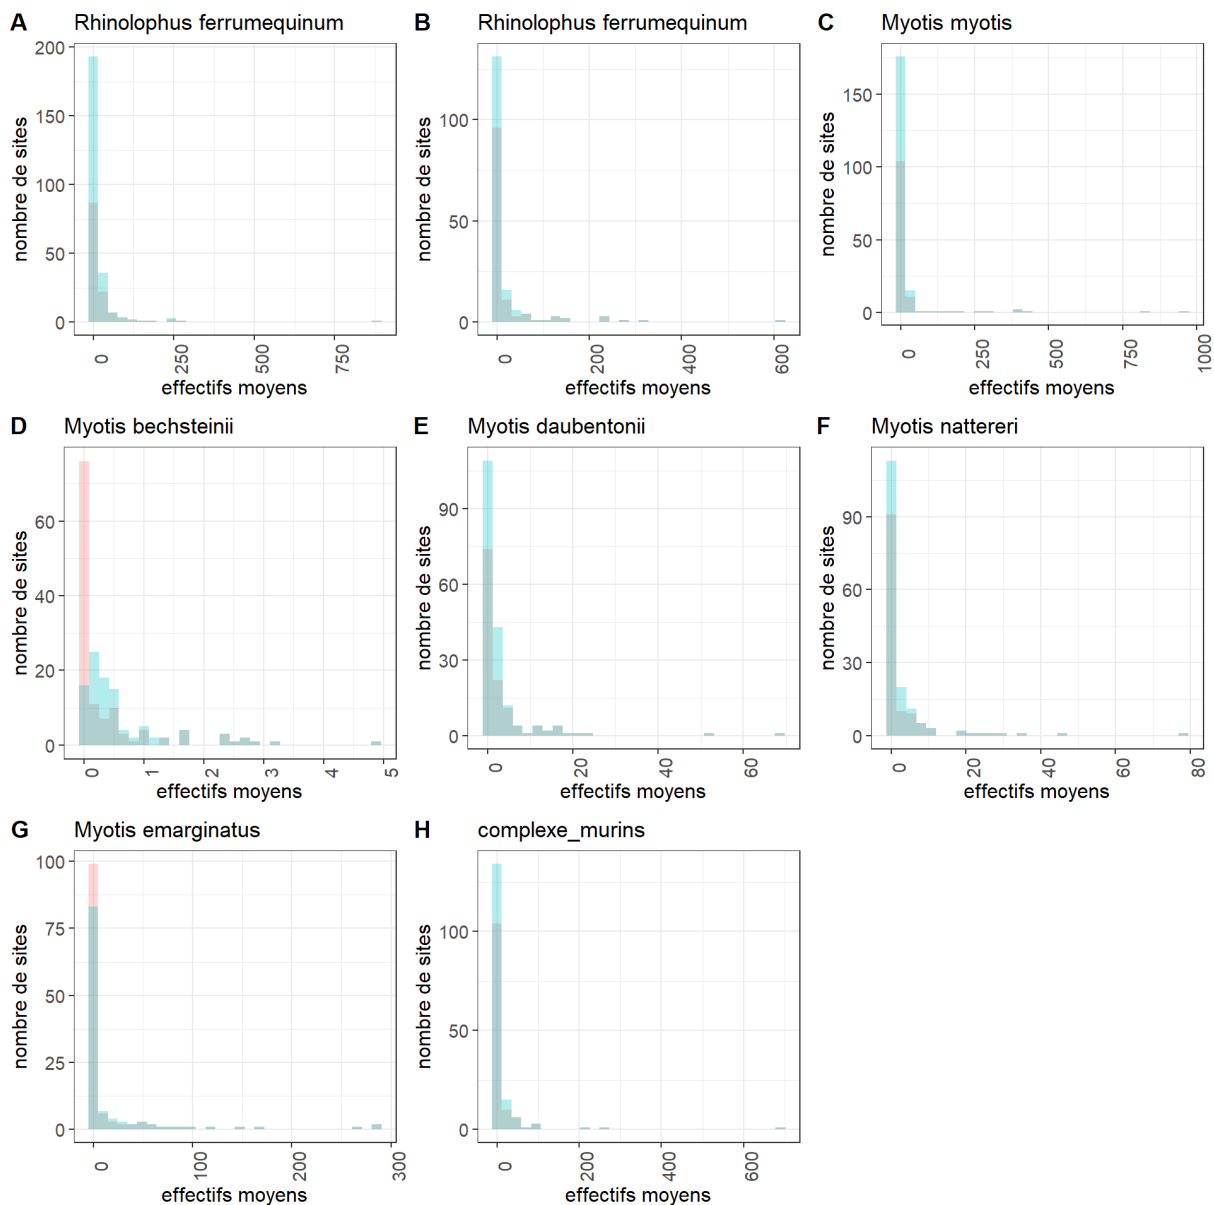 A Rhinolophus ferrumequinum
nombre de sites
200
150
100
50
0
0 250 500 750
effectifs moyens
B Rhinolophus ferrumequinum
nombre de sites
100
50
0
0 200 400 600
effectifs moyens
C Myotis myotis
nombre de sites
150
100
50
0
0 250 500 750 1000
effectifs moyens
D Myotis bechsteinii
nombre de sites
60
40
20
0
0 1 2 3 4 5
effectifs moyens
E Myotis daubentonii
nombre de sites
90
60
30
0
0 20 40 60
effectifs moyens
F Myotis nattereri
nombre de sites
90
60
30
0
0 20 40 60 80
effectifs moyens
G Myotis emarginatus
nombre de sites
100
75
50
25
0
0 100 200 300
effectifs moyens
H complexe_murins
nombre de sites
100
50
0
0 200 400 600
effectifs moyens